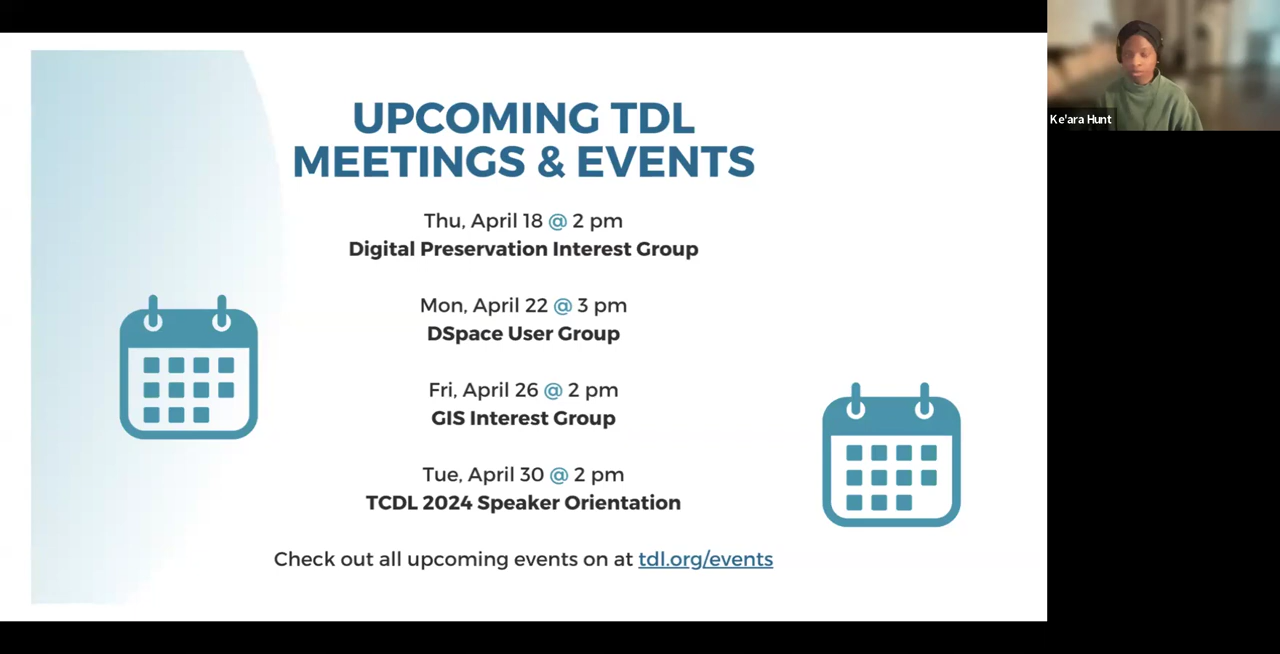 UPCOMING TDL
MEETINGS & EVENTS
Thu, April 18 @ 2 pm
Digital Preservation Interest Group
Mon, April 22 @ 3 pm
DSpace User Group
Fri, April 26 @ 2 pm
GIS Interest Group
Tue, April 30 @ 2 pm
TCDL 2024 Speaker Orientation
Check out all upcoming events on at tdl.org/events
Ke'ara Hunt